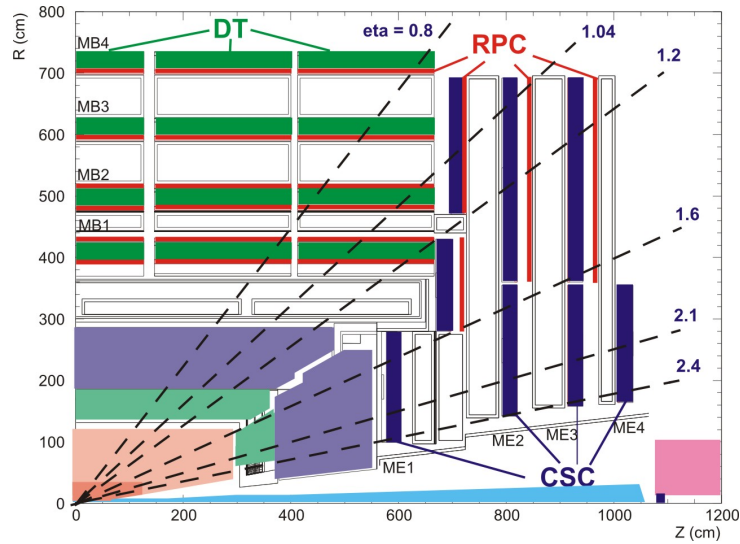 R (cm)
800
700
600
500
400
300
200
100
0
MB4
MB3
MB2
MB1
DT
eta = 0.8
RPC
1.04
1.2
1.6
2.1
2.4
ME1
ME2
ME3
ME4
CSC
0
200
400
600
800
1000
1200
Z (cm)